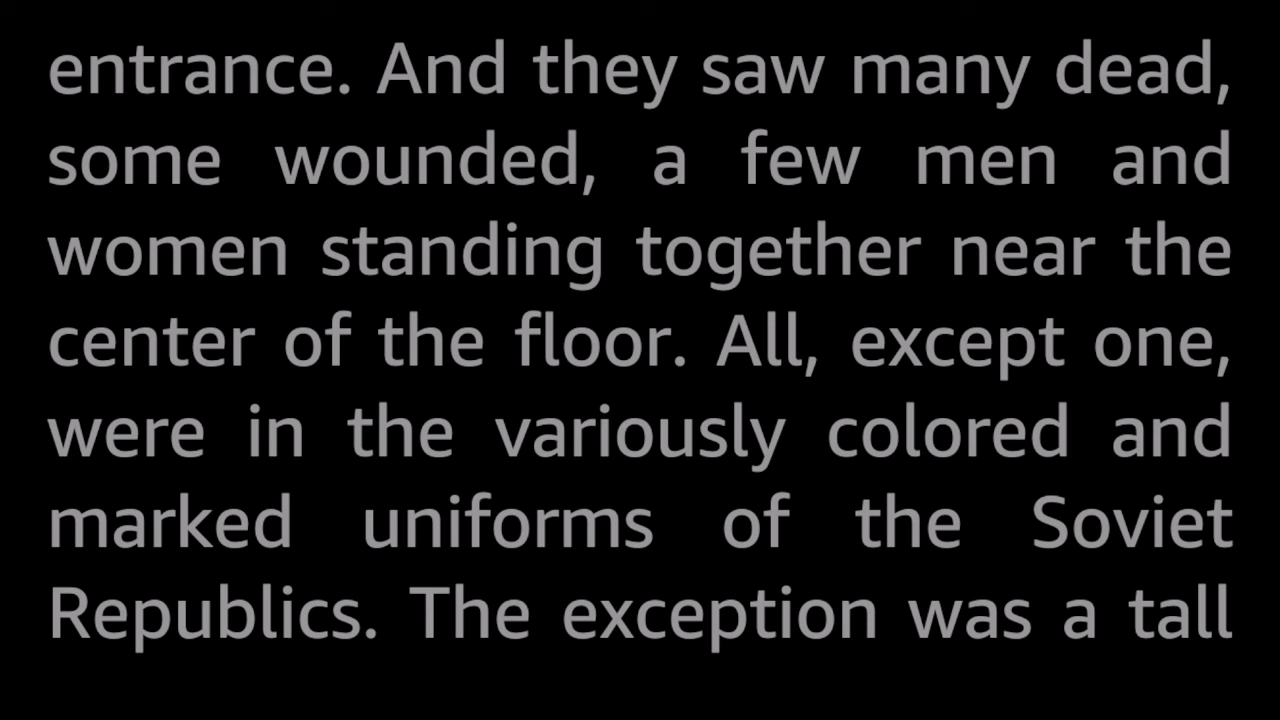 entrance. And they saw many dead,
some wounded, a few men and
women standing together near the
center of the floor. All, except one,
were in the variously colored and
marked uniforms of the Soviet
Republics. The exception was a tall